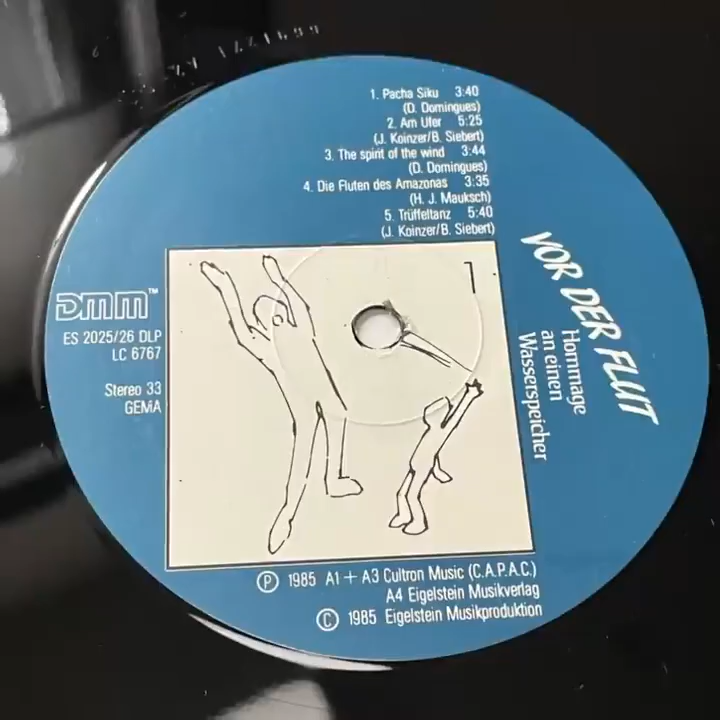 1. Pacha Siku 3:40
(D. Domingues)
2. Am Ufer 5:25
(J. Koinzer/B. Siebert)
3. The spirit of the wind 3:44
(D. Domingues)
4. Die Fluten des Amazonas 3:35
(H. J. Mauksch)
5. Trüffeltanz 5:40
(J. Koinzer/B. Siebert)
VOR DER FLUT
Hommage
an einen
Wasserspeicher
1
DMM™
ES 2025/26 DLP
LC 6767
Stereo 33
GEMA
Ⓟ 1985 A1 + A3 Cultron Music (C.A.P.A.C.)
A4 Eigelstein Musikverlag
Ⓒ 1985 Eigelstein Musikproduktion